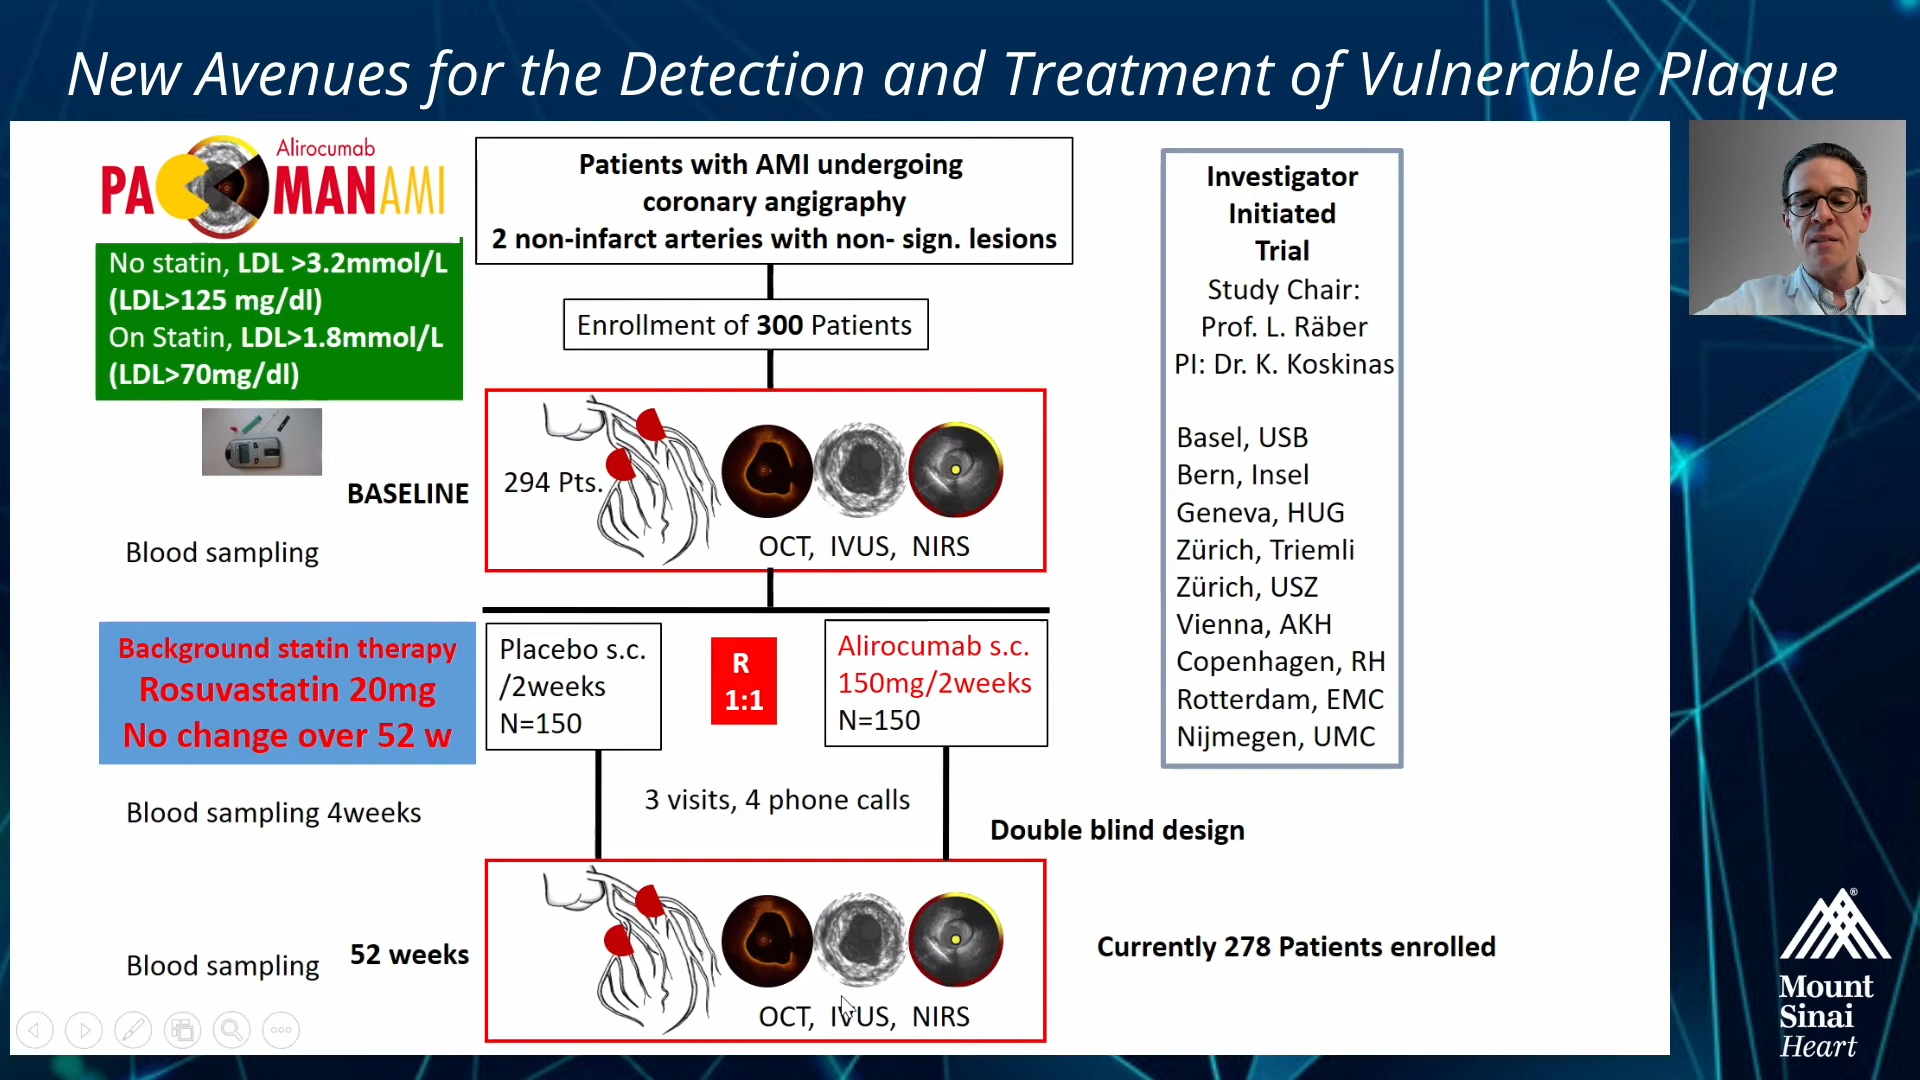 New Avenues for the Detection and Treatment of Vulnerable Plaque
Alirocumab
PA MANAMI
No statin, LDL >3.2mmol/L
(LDL>125 mg/dl)
On Statin, LDL>1.8mmol/L
(LDL>70mg/dl)
Patients with AMI undergoing
coronary angigraphy
2 non-infarct arteries with non- sign. lesions
Enrollment of 300 Patients
BASELINE
294 Pts.
OCT, IVUS, NIRS
Blood sampling
Background statin therapy
Rosuvastatin 20mg
No change over 52 w
Placebo s.c.
/2weeks
N=150
R
1:1
Alirocumab s.c.
150mg/2weeks
N=150
Blood sampling 4weeks
3 visits, 4 phone calls
Double blind design
Blood sampling
52 weeks
OCT, IVUS, NIRS
Currently 278 Patients enrolled
Investigator
Initiated
Trial
Study Chair:
Prof. L. Räber
PI: Dr. K. Koskinas
Basel, USB
Bern, Insel
Geneva, HUG
Zürich, Triemli
Zürich, USZ
Vienna, AKH
Copenhagen, RH
Rotterdam, EMC
Nijmegen, UMC
Mount
Sinai
Heart